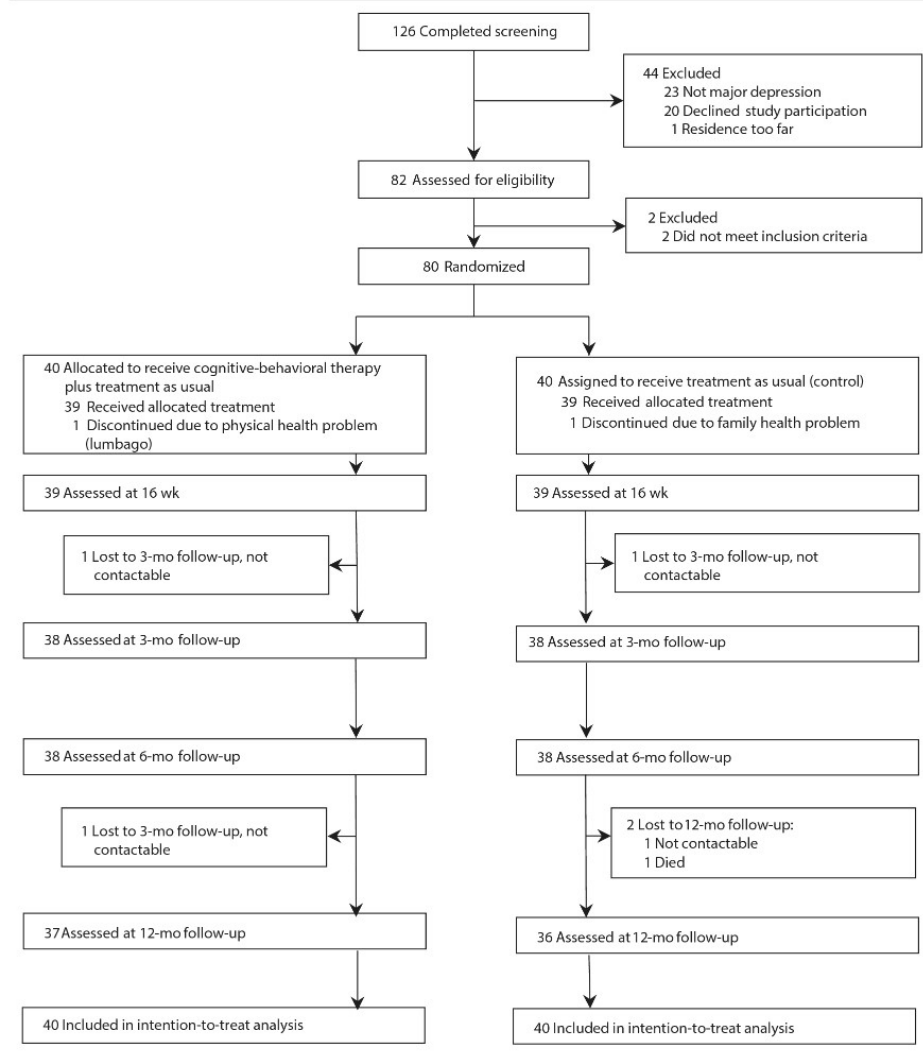 126 Completed screening
44 Excluded
23 Not major depression
20 Declined study participation
1 Residence too far
82 Assessed for eligibility
2 Excluded
2 Did not meet inclusion criteria
80 Randomized
40 Allocated to receive cognitive-behavioral therapy
plus treatment as usual
39 Received allocated treatment
1 Discontinued due to physical health problem
(lumbago)
40 Assigned to receive treatment as usual (control)
39 Received allocated treatment
1 Discontinued due to family health problem
39 Assessed at 16 wk
39 Assessed at 16 wk
1 Lost to 3-mo follow-up, not
contactable
1 Lost to 3-mo follow-up, not
contactable
38 Assessed at 3-mo follow-up
38 Assessed at 3-mo follow-up
38 Assessed at 6-mo follow-up
38 Assessed at 6-mo follow-up
1 Lost to 3-mo follow-up, not
contactable
2 Lost to 12-mo follow-up:
1 Not contactable
1 Died
37 Assessed at 12-mo follow-up
36 Assessed at 12-mo follow-up
40 Included in intention-to-treat analysis
40 Included in intention-to-treat analysis